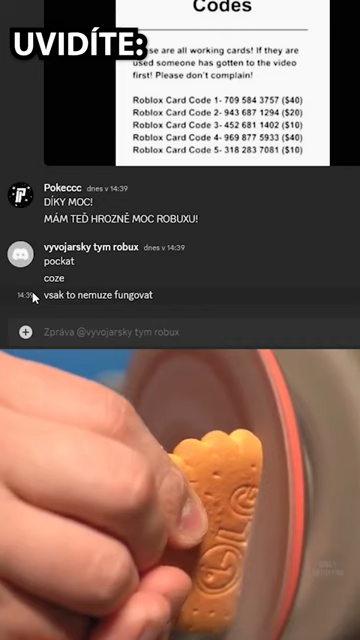 Codes
UVIDÍTE:
se are all working cards! If they are
used someone has gotten to the video
first! Please don't complain!
Roblox Card Code 1- 709 584 3757 ($40)
Roblox Card Code 2- 943 687 1294 ($20)
Roblox Card Code 3- 452 681 1402 ($10)
Roblox Card Code 4- 969 877 5933 ($40)
Roblox Card Code 5- 318 283 7081 ($10)
Pokeccc dnes v 14:39
DÍKY MOC!
MÁM TEĎ HROZNĚ MOC ROBUXU!
vyvojarsky tym robux dnes v 14:39
pockat
coze
14:39 vsak to nemuze fungovat
Zpráva @vyvojarsky tym robux